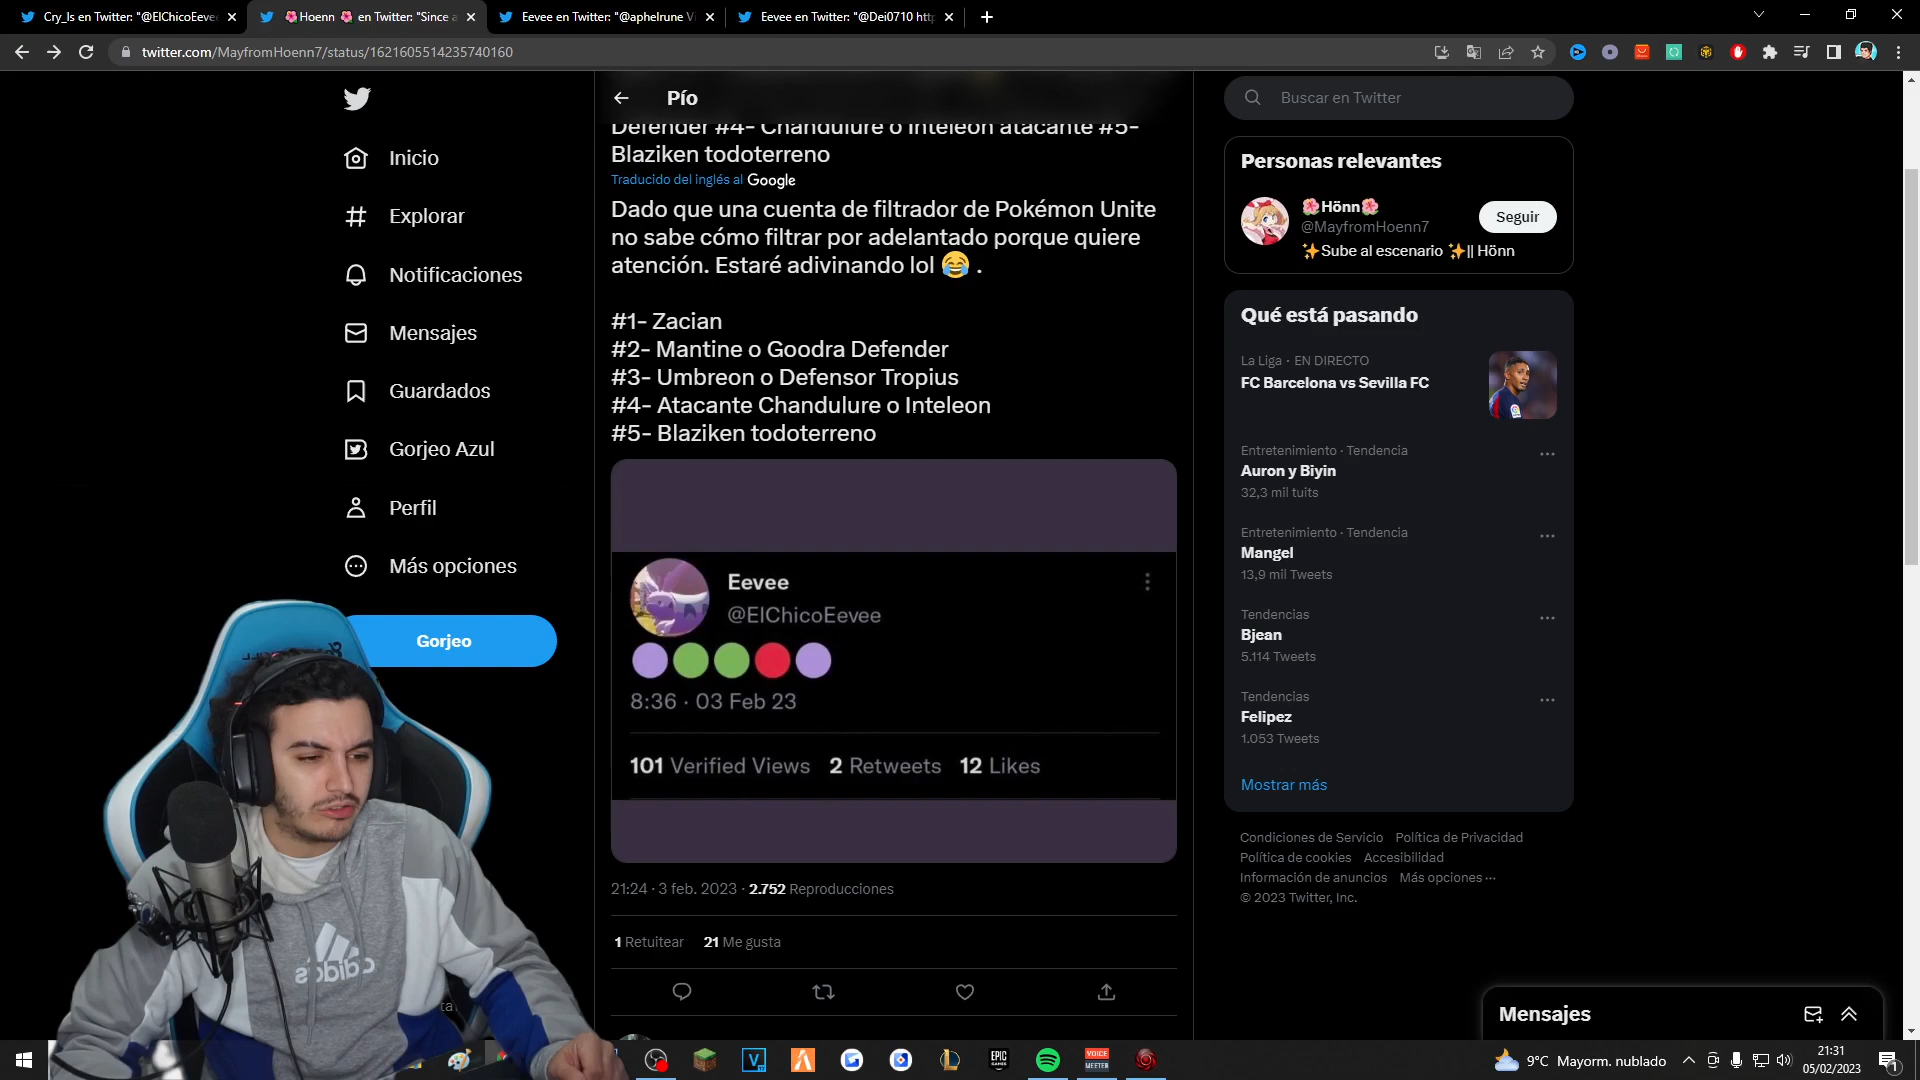 Cry_ls en Twitter: "@ElChicoEeve
🌸Hoenn 🌸 en Twitter: "Since a
Eevee en Twitter: "@aphelrune Vi
Eevee en Twitter: "@Dei0710 http
twitter.com/MayfromHoenn7/status/1621605514235740160
Inicio
Explorar
Notificaciones
Mensajes
Guardados
Gorjeo Azul
Perfil
Más opciones
Gorjeo
Pío
Defender #4- Chandulure o Inteleon atacante #5-
Blaziken todoterreno
Traducido del inglés al Google
Dado que una cuenta de filtrador de Pokémon Unite
no sabe cómo filtrar por adelantado porque quiere
atención. Estaré adivinando lol 😂 .
#1- Zacian
#2- Mantine o Goodra Defender
#3- Umbreon o Defensor Tropius
#4- Atacante Chandulure o Inteleon
#5- Blaziken todoterreno
Eevee
@ElChicoEevee
8:36 · 03 Feb 23
101 Verified Views 2 Retweets 12 Likes
21:24 · 3 feb. 2023 · 2.752 Reproducciones
1 Retuitear 21 Me gusta
Buscar en Twitter
Personas relevantes
🌸Hönn🌸
@MayfromHoenn7
Seguir
✨Sube al escenario ✨|| Hönn
Qué está pasando
La Liga · EN DIRECTO
FC Barcelona vs Sevilla FC
Entretenimiento · Tendencia
Auron y Biyin
32,3 mil tuits
Entretenimiento · Tendencia
Mangel
13,9 mil Tweets
Tendencias
Bjean
5.114 Tweets
Tendencias
Felipez
1.053 Tweets
Mostrar más
Condiciones de Servicio Política de Privacidad
Política de cookies Accesibilidad
Información de anuncios Más opciones ···
© 2023 Twitter, Inc.
Mensajes
adidas
EPIC GAMES
VOICE MEETER
9°C Mayorm. nublado
21:31
05/02/2023
1